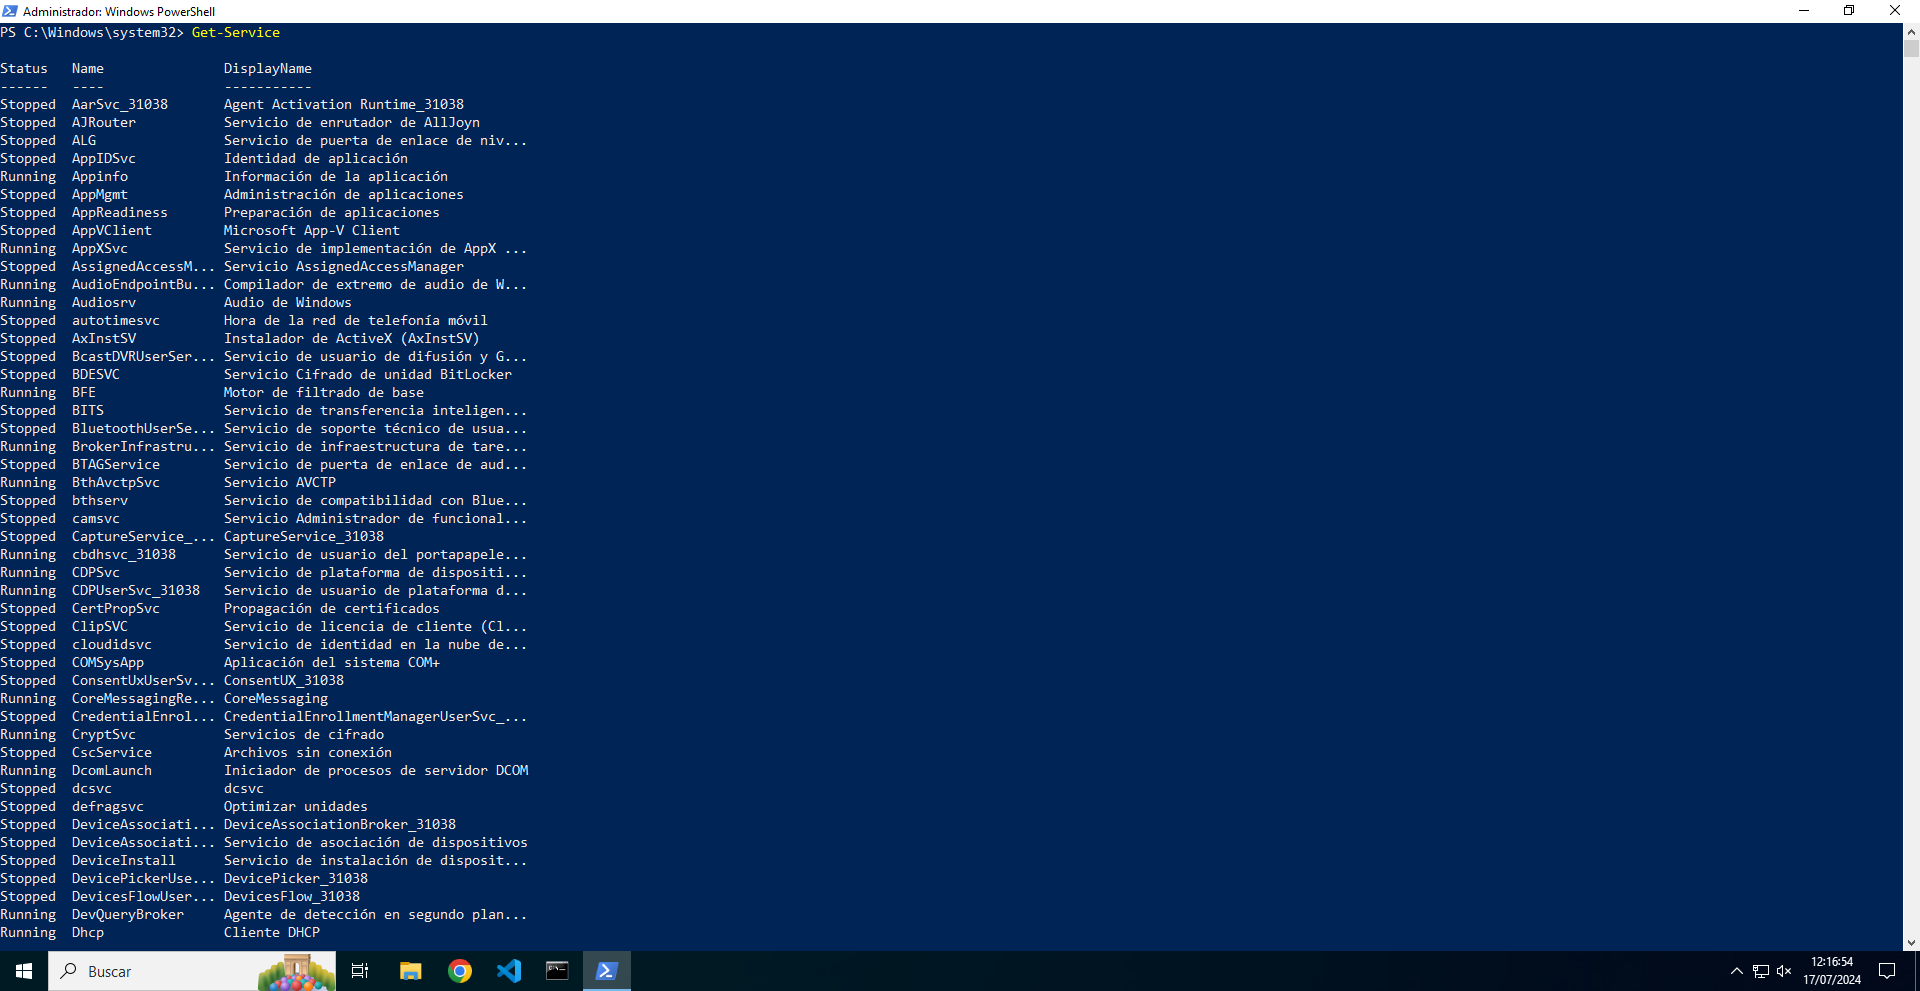 Administrador: Windows PowerShell
PS C:\Windows\system32> Get-Service
Status   Name               DisplayName
------   ----               -----------
Stopped  AarSvc_31038       Agent Activation Runtime_31038
Stopped  AJRouter           Servicio de enrutador de AllJoyn
Stopped  ALG                Servicio de puerta de enlace de niv...
Stopped  AppIDSvc           Identidad de aplicación
Running  Appinfo            Información de la aplicación
Stopped  AppMgmt            Administración de aplicaciones
Stopped  AppReadiness       Preparación de aplicaciones
Stopped  AppVClient         Microsoft App-V Client
Running  AppXSvc            Servicio de implementación de AppX ...
Stopped  AssignedAccessM... Servicio AssignedAccessManager
Running  AudioEndpointBu... Compilador de extremo de audio de W...
Running  Audiosrv           Audio de Windows
Stopped  autotimesvc        Hora de la red de telefonía móvil
Stopped  AxInstSV           Instalador de ActiveX (AxInstSV)
Stopped  BcastDVRUserSer... Servicio de usuario de difusión y G...
Stopped  BDESVC             Servicio Cifrado de unidad BitLocker
Running  BFE                Motor de filtrado de base
Stopped  BITS               Servicio de transferencia inteligen...
Stopped  BluetoothUserSe... Servicio de soporte técnico de usua...
Running  BrokerInfrastru... Servicio de infraestructura de tare...
Stopped  BTAGService        Servicio de puerta de enlace de aud...
Running  BthAvctpSvc        Servicio AVCTP
Stopped  bthserv            Servicio de compatibilidad con Blue...
Stopped  camsvc             Servicio Administrador de funcional...
Stopped  CaptureService_... CaptureService_31038
Running  cbdhsvc_31038      Servicio de usuario del portapapele...
Running  CDPSvc             Servicio de plataforma de dispositi...
Running  CDPUserSvc_31038   Servicio de usuario de plataforma d...
Stopped  CertPropSvc        Propagación de certificados
Stopped  ClipSVC            Servicio de licencia de cliente (Cl...
Stopped  cloudidsvc         Servicio de identidad en la nube de...
Stopped  COMSysApp          Aplicación del sistema COM+
Stopped  ConsentUxUserSv... ConsentUX_31038
Running  CoreMessagingRe... CoreMessaging
Stopped  CredentialEnrol... CredentialEnrollmentManagerUserSvc_...
Running  CryptSvc           Servicios de cifrado
Stopped  CscService         Archivos sin conexión
Running  DcomLaunch         Iniciador de procesos de servidor DCOM
Stopped  dcsvc              dcsvc
Stopped  defragsvc          Optimizar unidades
Stopped  DeviceAssociati... DeviceAssociationBroker_31038
Stopped  DeviceAssociati... Servicio de asociación de dispositivos
Stopped  DeviceInstall      Servicio de instalación de disposit...
Stopped  DevicePickerUse... DevicePicker_31038
Stopped  DevicesFlowUser... DevicesFlow_31038
Running  DevQueryBroker     Agente de detección en segundo plan...
Running  Dhcp               Cliente DHCP
Buscar
12:16:54
17/07/2024